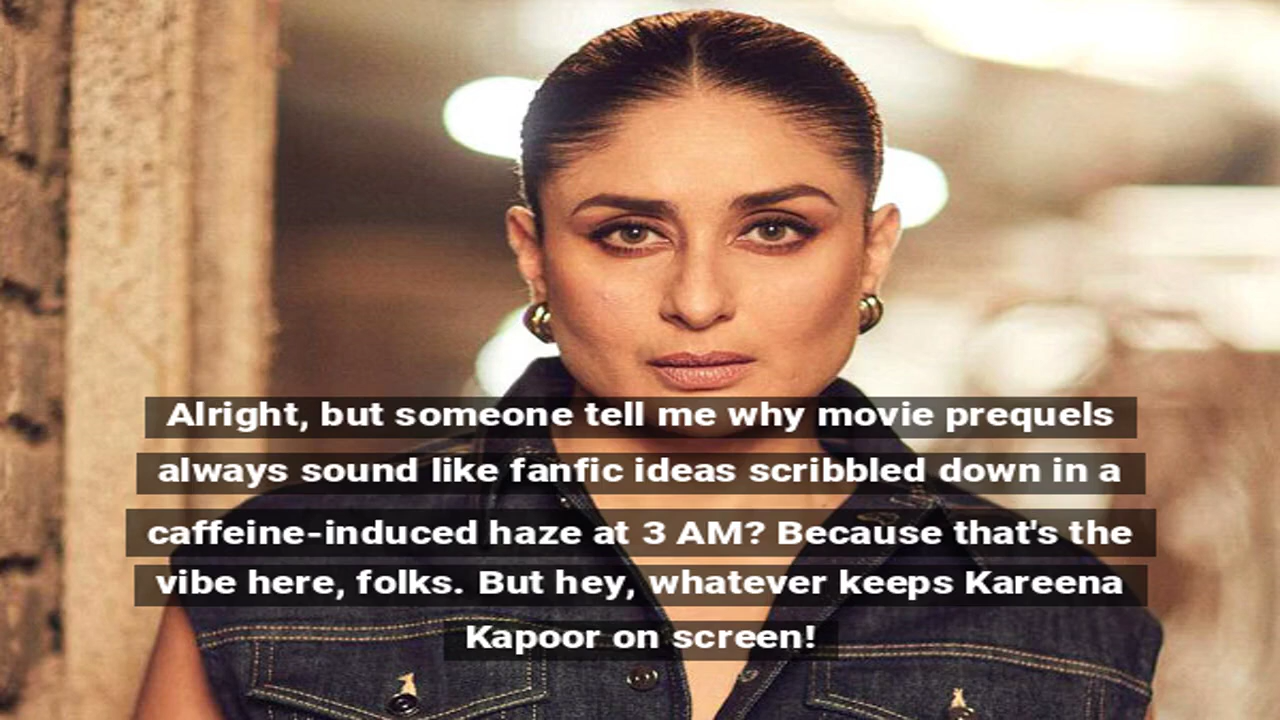 Alright, but someone tell me why movie prequels
always sound like fanfic ideas scribbled down in a
caffeine-induced haze at 3 AM? Because that's the
vibe here, folks. But hey, whatever keeps Kareena
Kapoor on screen!